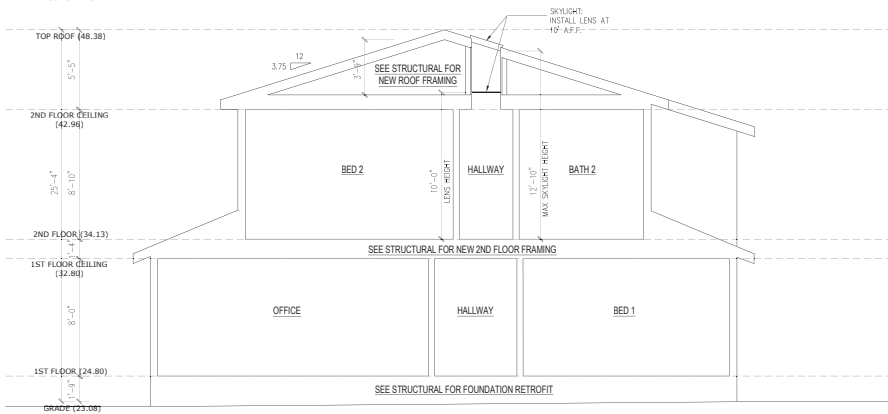 SKYLIGHT:
INSTALL LENS AT
10' A.F.F.
TOP ROOF (48.38)
12
3.75
5'-5"
3'-9"
SEE STRUCTURAL FOR
NEW ROOF FRAMING
2ND FLOOR CEILING
(42.96)
25'-4"
8'-10"
BED 2
10'-0"
LENS HEIGHT
HALLWAY
12'-10"
MAX SKYLIGHT HEIGHT
BATH 2
2ND FLOOR (34.13)
1'-4"
SEE STRUCTURAL FOR NEW 2ND FLOOR FRAMING
1ST FLOOR CEILING
(32.80)
8'-0"
OFFICE
HALLWAY
BED 1
1ST FLOOR (24.80)
1'-9"
SEE STRUCTURAL FOR FOUNDATION RETROFIT
GRADE (23.08)